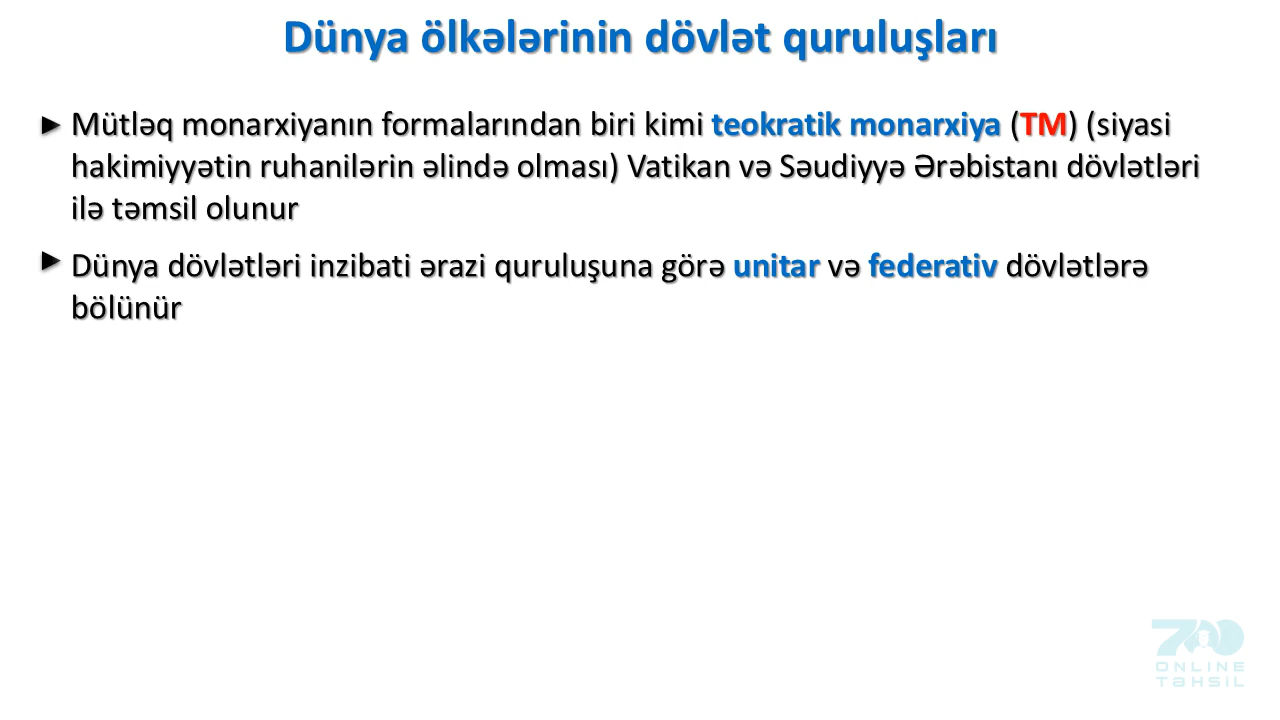 Dünya ölkələrinin dövlət quruluşları
► Mütləq monarxiyanın formalarından biri kimi teokratik monarxiya (TM) (siyasi
hakimiyyətin ruhanilərin əlində olması) Vatikan və Səudiyyə Ərəbistanı dövlətləri
ilə təmsil olunur
► Dünya dövlətləri inzibati ərazi quruluşuna görə unitar və federativ dövlətlərə
bölünür
700
ONLINE
TƏHSİL